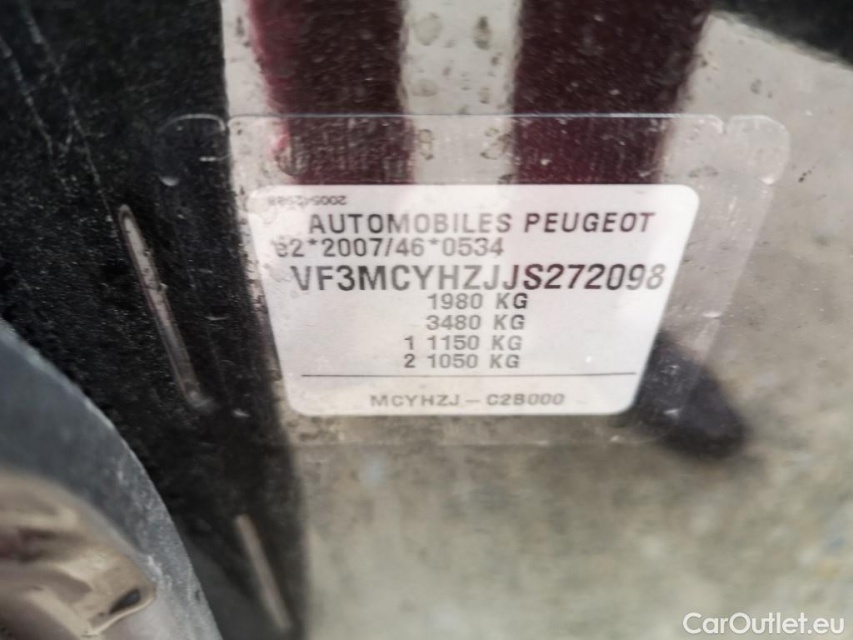 AUTOMOBILES PEUGEOT
e2*2007/46*0534
VF3MCYHZJJS272098
1980 KG
3480 KG
1 1150 KG
2 1050 KG
MCYHZJ - C2B000
CarOutlet.eu